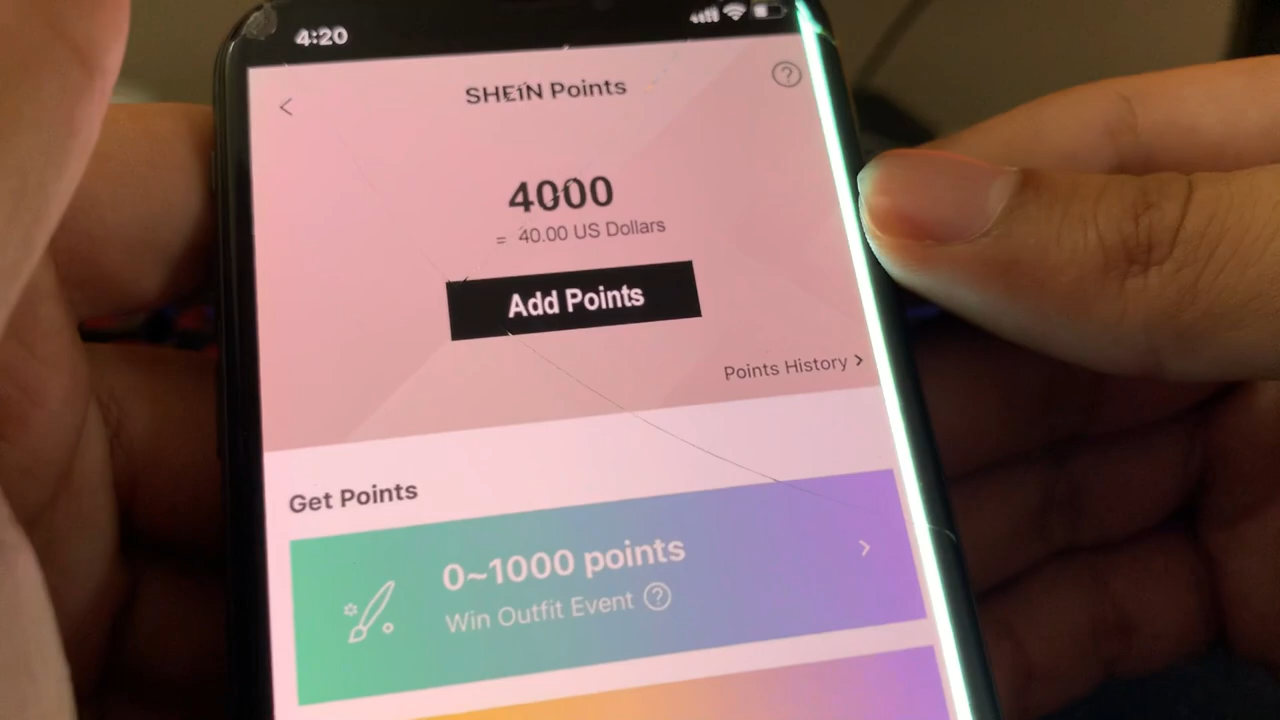 4:20
SHEIN Points
4000
= 40.00 US Dollars
Add Points
Points History
Get Points
0~1000 points
Win Outfit Event